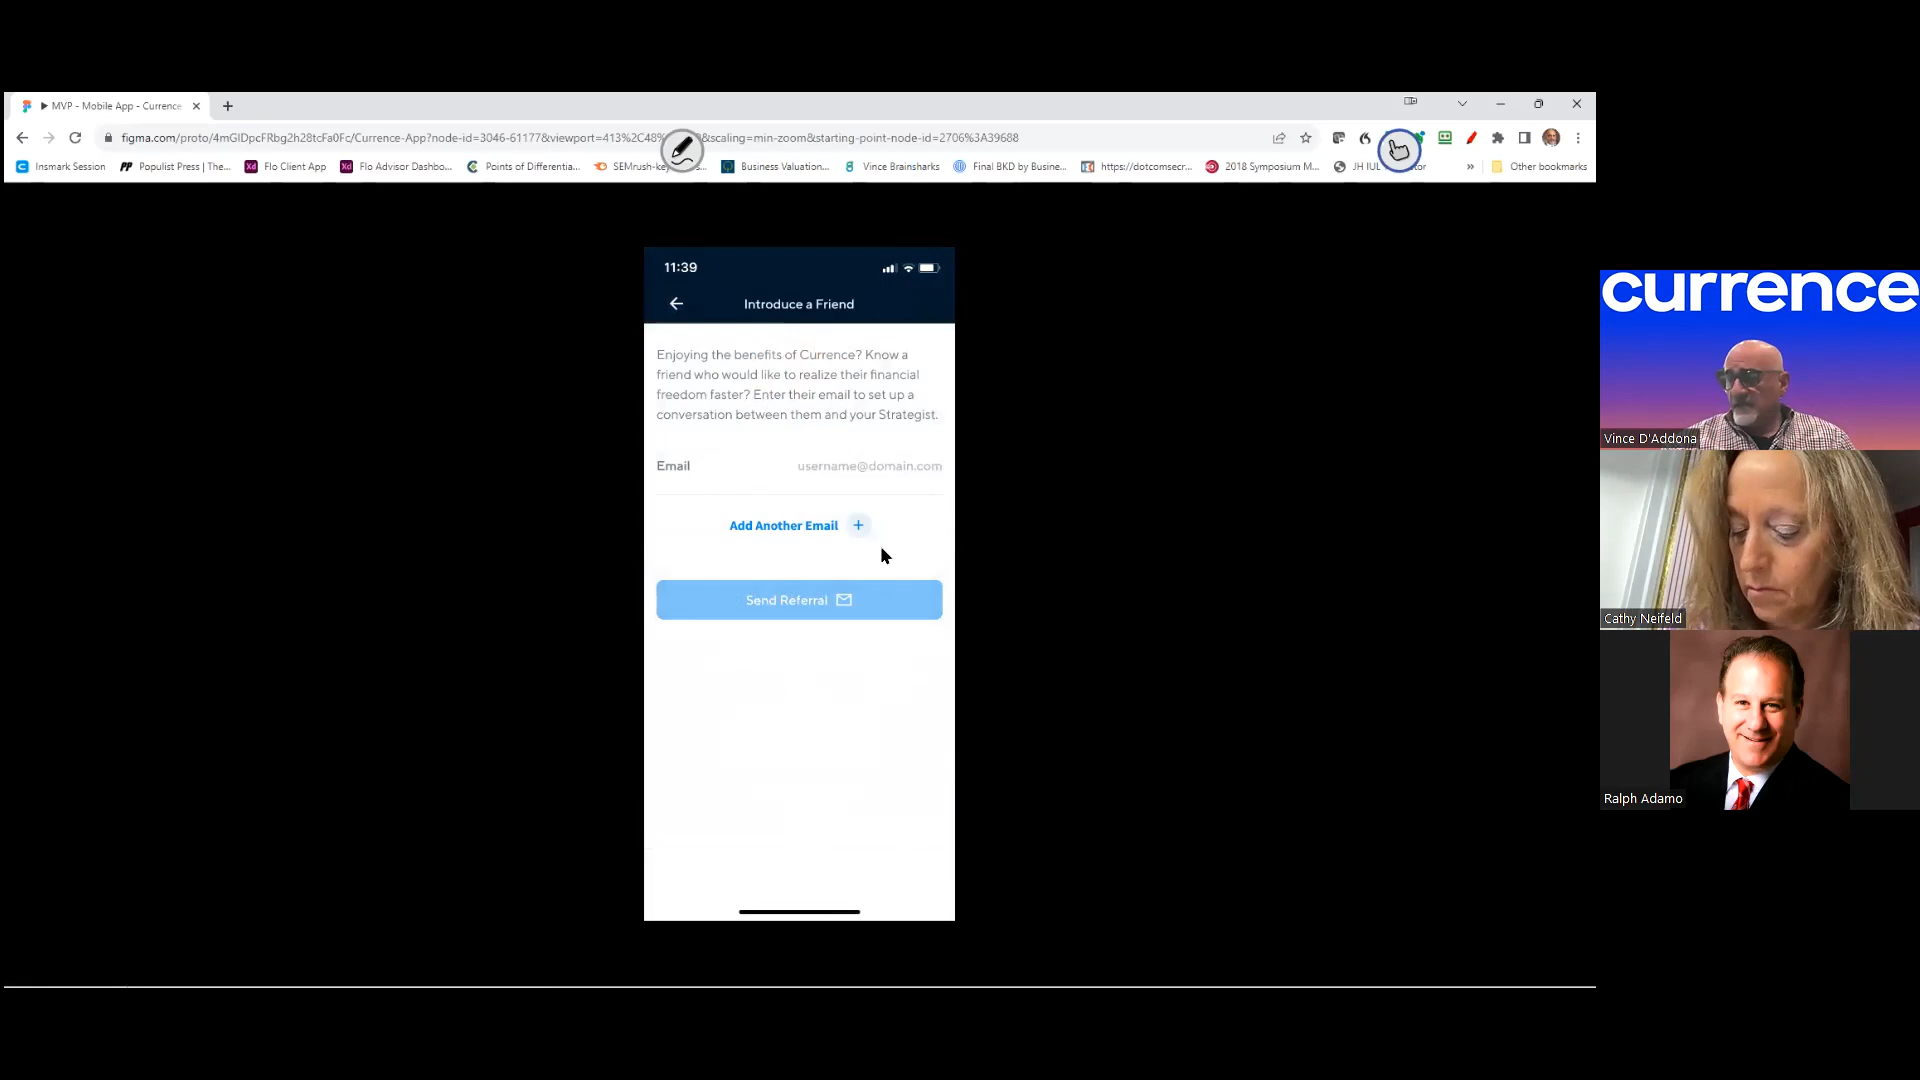 MVP - Mobile App - Currence
figma.com/proto/4mGlDpcFRbg2h28tcFa0Fc/Currence-App?node-id=3046-61177&viewport=413%2C48% &scaling=min-zoom&starting-point-node-id=2706%3A39688
Insmark Session
Populist Press | The...
Flo Client App
Flo Advisor Dashbo...
Points of Differentia...
SEMrush-key
Business Valuation...
Vince Brainsharks
Final BKD by Busine...
https://dotcomsecr...
2018 Symposium M...
JH IUL
»
Other bookmarks
11:39
Introduce a Friend
Enjoying the benefits of Currence? Know a
friend who would like to realize their financial
freedom faster? Enter their email to set up a
conversation between them and your Strategist.
Email username@domain.com
Add Another Email +
Send Referral
currence
Vince D'Addona
Cathy Neifeld
Ralph Adamo